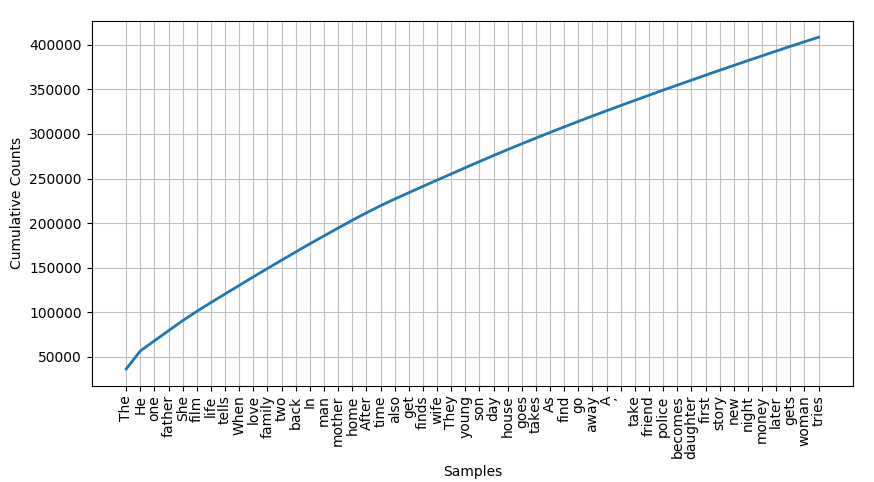 400000
350000
300000
250000
200000
150000
100000
50000
Cumulative Counts
The
He
one
father
She
film
life
tells
When
love
family
two
back
In
man
mother
home
After
time
also
get
finds
wife
They
young
son
day
house
goes
takes
As
find
go
away
A
,
take
friend
police
becomes
daughter
first
story
new
night
money
later
gets
woman
tries
Samples